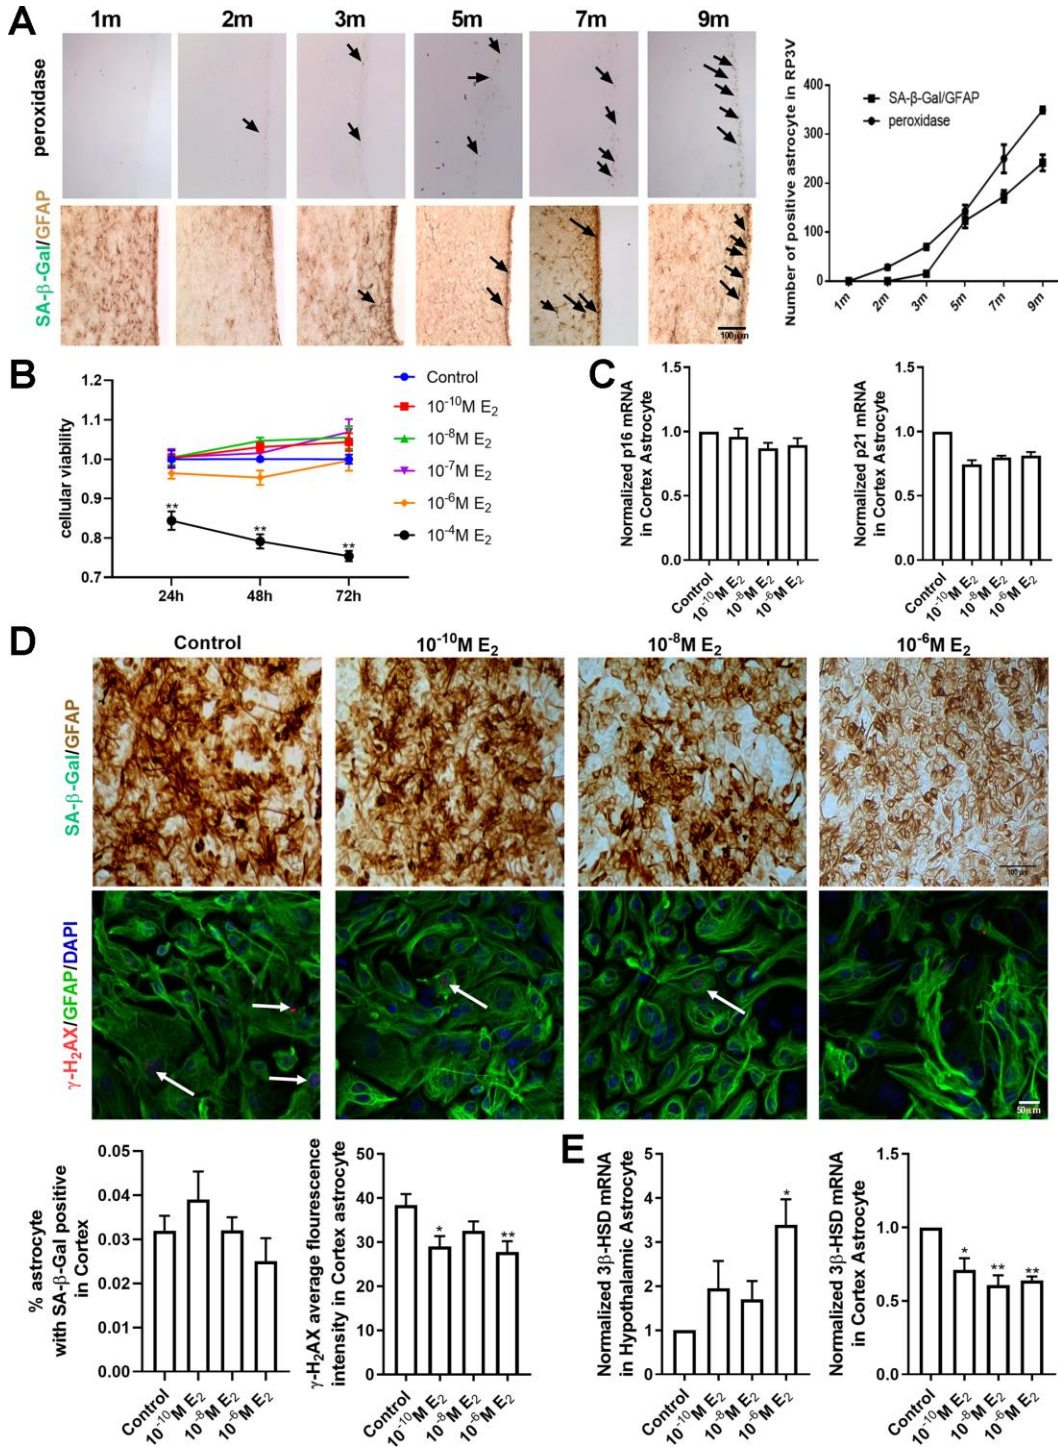 A
1m 2m 3m 5m 7m 9m
peroxidase
SA-β-Gal/GFAP
100μm
Number of positive astrocyte in RP3V
400
300
200
100
0
SA-β-Gal/GFAP
peroxidase
1m 2m 3m 5m 7m 9m
B
cellular viability
1.2
1.1
1.0
0.9
0.8
0.7
** ** **
24h 48h 72h
Control
10⁻¹⁰M E₂
10⁻⁸M E₂
10⁻⁷M E₂
10⁻⁶M E₂
10⁻⁴M E₂
C
Normalized p16 mRNA
in Cortex Astrocyte
1.5
1.0
0.5
0.0
Control 10⁻¹⁰M E₂ 10⁻⁸M E₂ 10⁻⁶M E₂
Normalized p21 mRNA
in Cortex Astrocyte
1.5
1.0
0.5
0.0
Control 10⁻¹⁰M E₂ 10⁻⁸M E₂ 10⁻⁶M E₂
D
Control 10⁻¹⁰M E₂ 10⁻⁸M E₂ 10⁻⁶M E₂
SA-β-Gal/GFAP
100 μm
γ-H₂AX/GFAP/DAPI
50μm
% astrocyte
with SA-β-Gal positive
in Cortex
0.05
0.04
0.03
0.02
0.01
0.00
Control 10⁻¹⁰M E₂ 10⁻⁸M E₂ 10⁻⁶M E₂
γ-H₂AX average flourescence
intensity in Cortex astrocyte
50
40
30
20
10
0
* **
Control 10⁻¹⁰M E₂ 10⁻⁸M E₂ 10⁻⁶M E₂
E
Normalized 3β-HSD mRNA
in Hypothalamic Astrocyte
5
4
3
2
1
0
*
Control 10⁻¹⁰M E₂ 10⁻⁸M E₂ 10⁻⁶M E₂
Normalized 3β-HSD mRNA
in Cortex Astrocyte
1.5
1.0
0.5
0.0
* ** **
Control 10⁻¹⁰M E₂ 10⁻⁸M E₂ 10⁻⁶M E₂